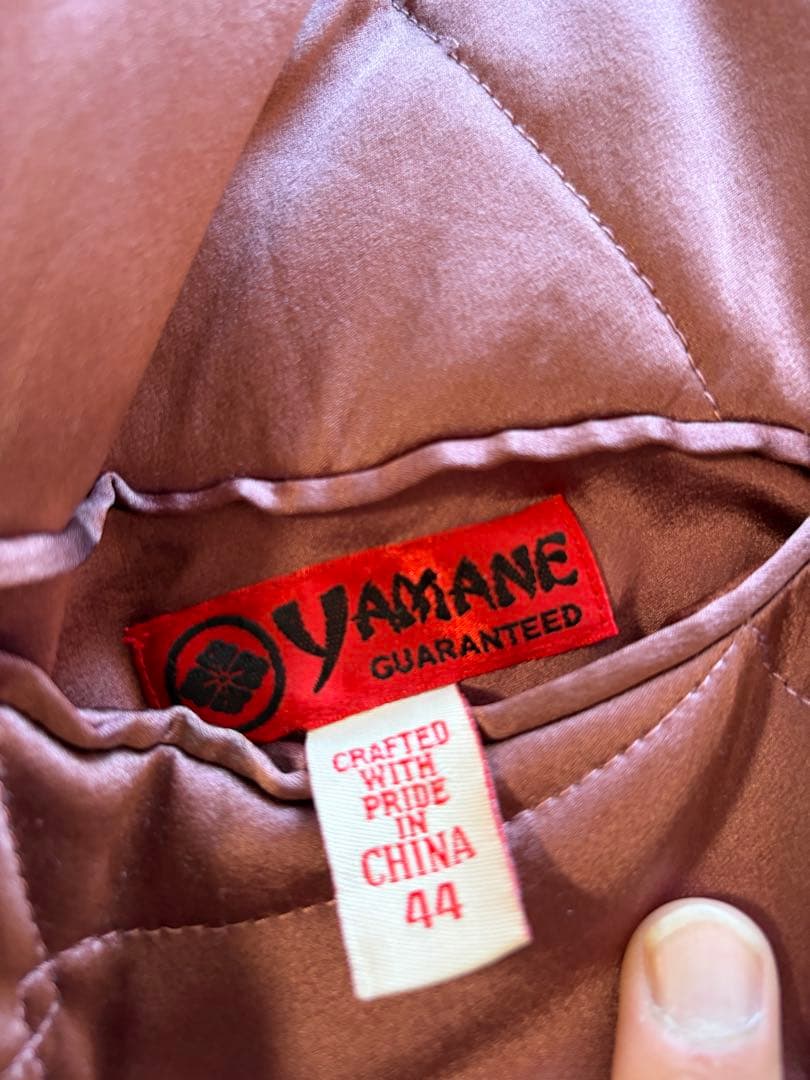 YAMANE
GUARANTEED
CRAFTED
WITH
PRIDE
IN
CHINA
44